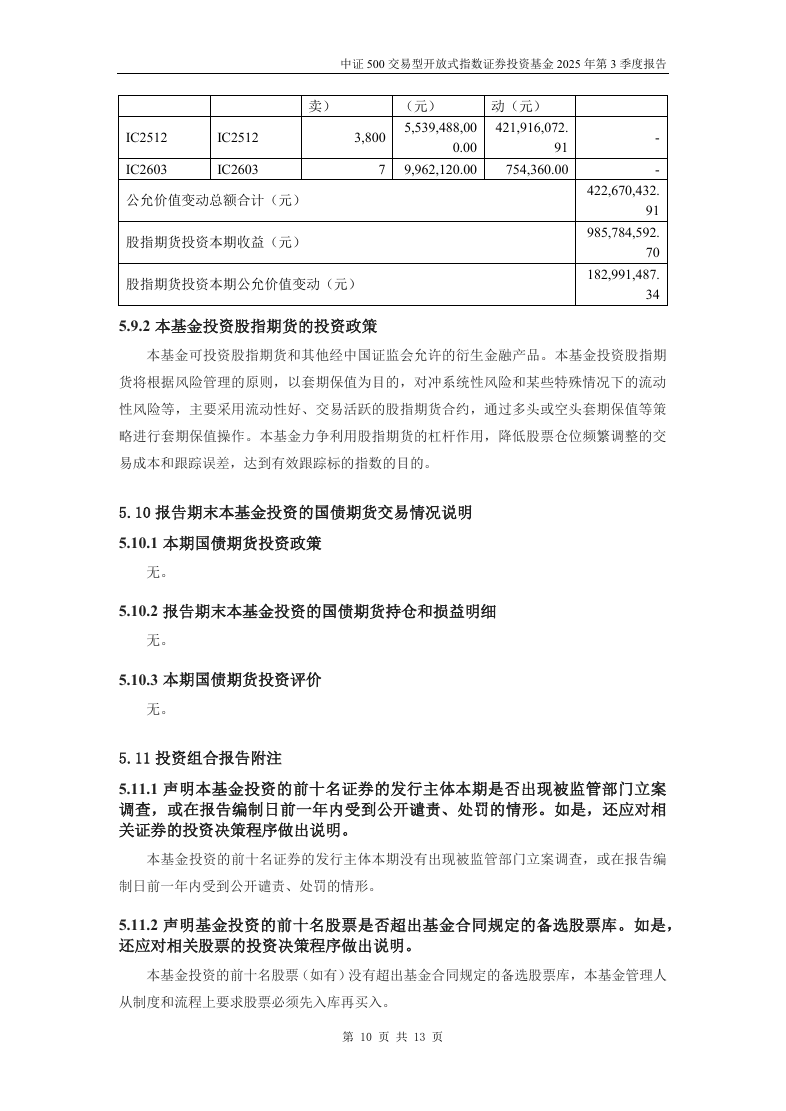 中证 500 交易型开放式指数证券投资基金 2025 年第 3 季度报告
卖） （元） 动（元）
IC2512 IC2512 3,800 5,539,488,00 421,916,072. -
0.00 91
IC2603 IC2603 7 9,962,120.00 754,360.00 -
公允价值变动总额合计（元） 422,670,432.
91
股指期货投资本期收益（元） 985,784,592.
70
股指期货投资本期公允价值变动（元） 182,991,487.
34
5.9.2 本基金投资股指期货的投资政策
本基金可投资股指期货和其他经中国证监会允许的衍生金融产品。本基金投资股指期
货将根据风险管理的原则，以套期保值为目的，对冲系统性风险和某些特殊情况下的流动
性风险等，主要采用流动性好、交易活跃的股指期货合约，通过多头或空头套期保值等策
略进行套期保值操作。本基金力争利用股指期货的杠杆作用，降低股票仓位频繁调整的交
易成本和跟踪误差，达到有效跟踪标的指数的目的。
5.10 报告期末本基金投资的国债期货交易情况说明
5.10.1 本期国债期货投资政策
无。
5.10.2 报告期末本基金投资的国债期货持仓和损益明细
无。
5.10.3 本期国债期货投资评价
无。
5.11 投资组合报告附注
5.11.1 声明本基金投资的前十名证券的发行主体本期是否出现被监管部门立案
调查，或在报告编制日前一年内受到公开谴责、处罚的情形。如是，还应对相
关证券的投资决策程序做出说明。
本基金投资的前十名证券的发行主体本期没有出现被监管部门立案调查，或在报告编
制日前一年内受到公开谴责、处罚的情形。
5.11.2 声明基金投资的前十名股票是否超出基金合同规定的备选股票库。如是，
还应对相关股票的投资决策程序做出说明。
本基金投资的前十名股票（如有）没有超出基金合同规定的备选股票库，本基金管理人
从制度和流程上要求股票必须先入库再买入。
第 10 页 共 13 页